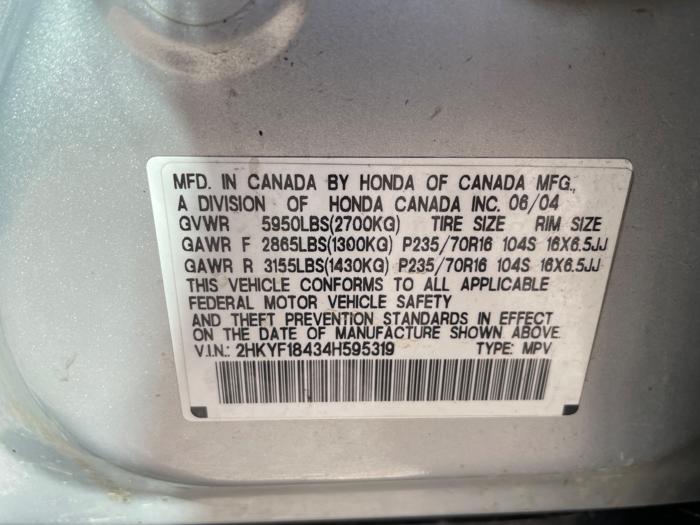 MFD. IN CANADA BY HONDA OF CANADA MFG.,
A DIVISION OF HONDA CANADA INC. 06/04
GVWR 5950LBS(2700KG) TIRE SIZE RIM SIZE
GAWR F 2865LBS(1300KG) P235/70R16 104S 16X6.5JJ
GAWR R 3155LBS(1430KG) P235/70R16 104S 16X6.5JJ
THIS VEHICLE CONFORMS TO ALL APPLICABLE
FEDERAL MOTOR VEHICLE SAFETY
AND THEFT PREVENTION STANDARDS IN EFFECT
ON THE DATE OF MANUFACTURE SHOWN ABOVE.
V.I.N.: 2HKYF18434H595319 TYPE: MPV